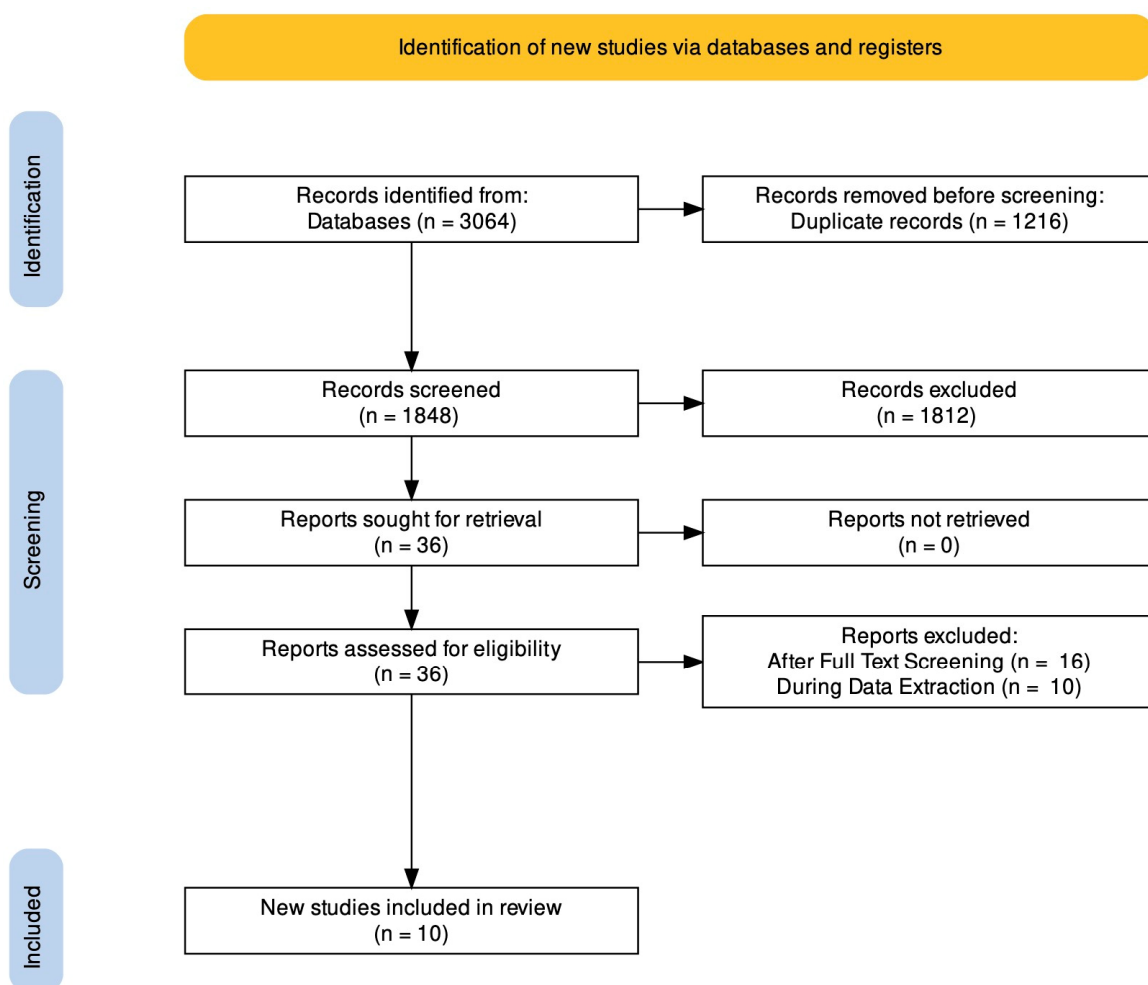 Identification of new studies via databases and registers
Identification
Records identified from:
Databases (n = 3064)
Records removed before screening:
Duplicate records (n = 1216)
Screening
Records screened
(n = 1848)
Records excluded
(n = 1812)
Reports sought for retrieval
(n = 36)
Reports not retrieved
(n = 0)
Reports assessed for eligibility
(n = 36)
Reports excluded:
After Full Text Screening (n = 16)
During Data Extraction (n = 10)
Included
New studies included in review
(n = 10)